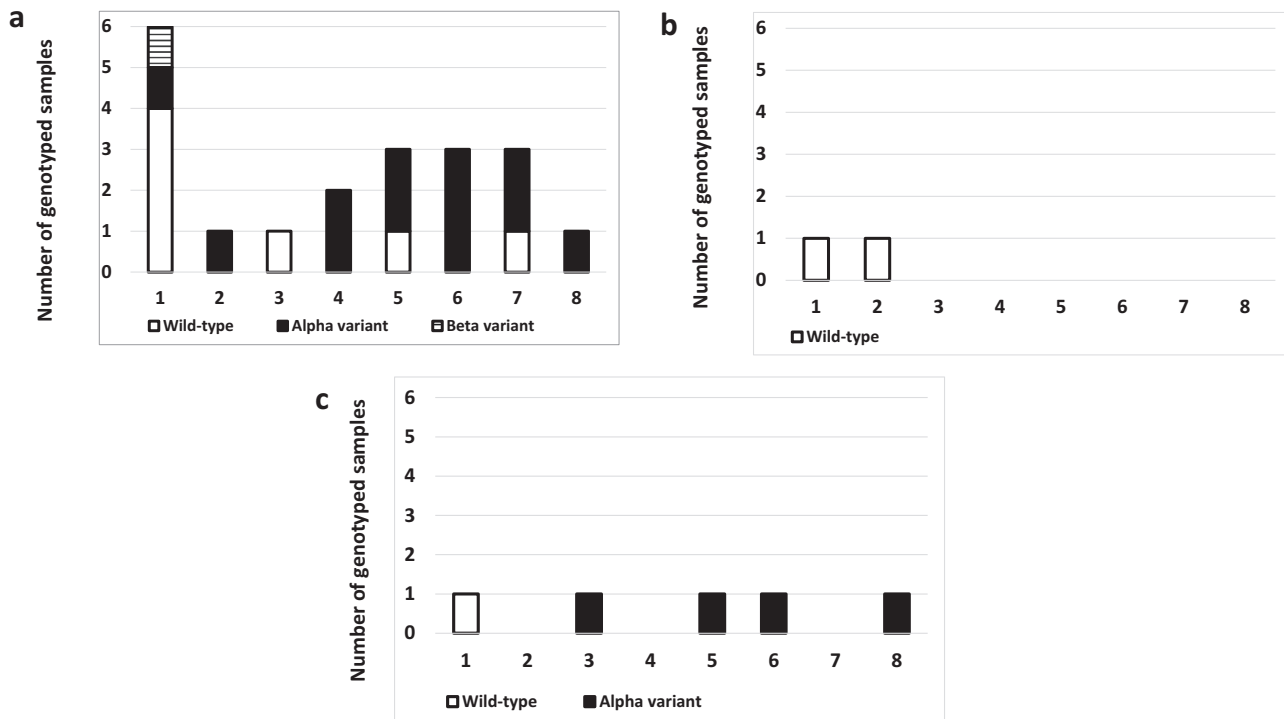 a
Number of genotyped samples
6
5
4
3
2
1
0
1 2 3 4 5 6 7 8
Wild-type Alpha variant Beta variant
b
Number of genotyped samples
6
5
4
3
2
1
0
1 2 3 4 5 6 7 8
Wild-type
c
Number of genotyped samples
6
5
4
3
2
1
0
1 2 3 4 5 6 7 8
Wild-type Alpha variant